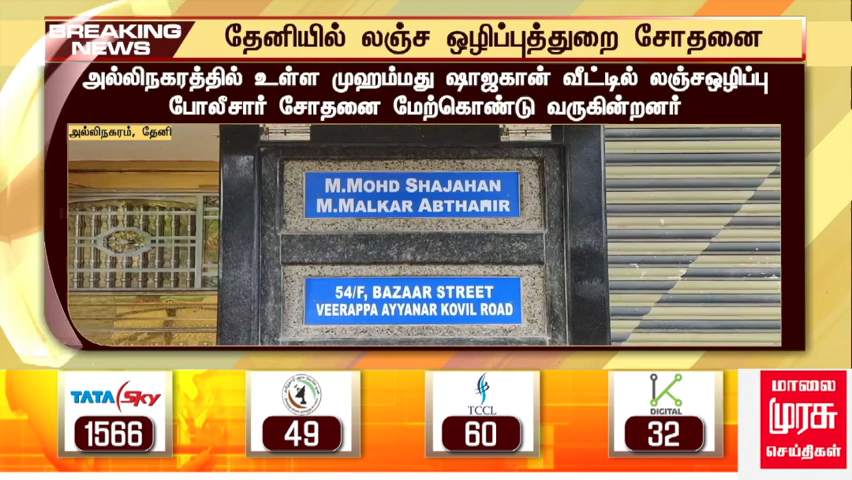 BREAKING NEWS
தேனியில் லஞ்ச ஒழிப்புத்துறை சோதனை
அல்லிநகரத்தில் உள்ள முஹம்மது ஷாஜகான் வீட்டில் லஞ்சஒழிப்பு
போலீசார் சோதனை மேற்கொண்டு வருகின்றனர்
அல்லிநகரம், தேனி
M.MOHD SHAJAHAN
M.MALKAR ABTHAHIR
54/F, BAZAAR STREET
VEERAPPA AYYANAR KOVIL ROAD
TATA Sky
1566
49
TCCL
60
K DIGITAL
32
மாலை
முரசு
செய்திகள்